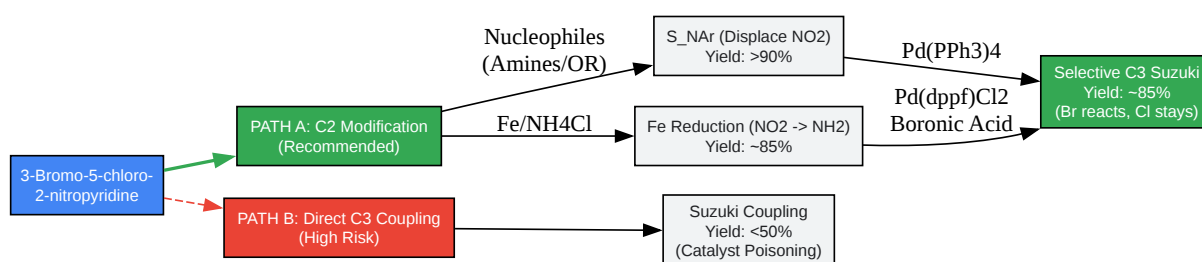 3-Bromo-5-chloro-
2-nitropyridine
PATH A: C2 Modification
(Recommended)
PATH B: Direct C3 Coupling
(High Risk)
Nucleophiles
(Amines/OR)
Fe/NH4Cl
S_NAr (Displace NO2)
Yield: >90%
Fe Reduction (NO2 -> NH2)
Yield: ~85%
Suzuki Coupling
Yield: <50%
(Catalyst Poisoning)
Pd(PPh3)4
Pd(dppf)Cl2
Boronic Acid
Selective C3 Suzuki
Yield: ~85%
(Br reacts, Cl stays)